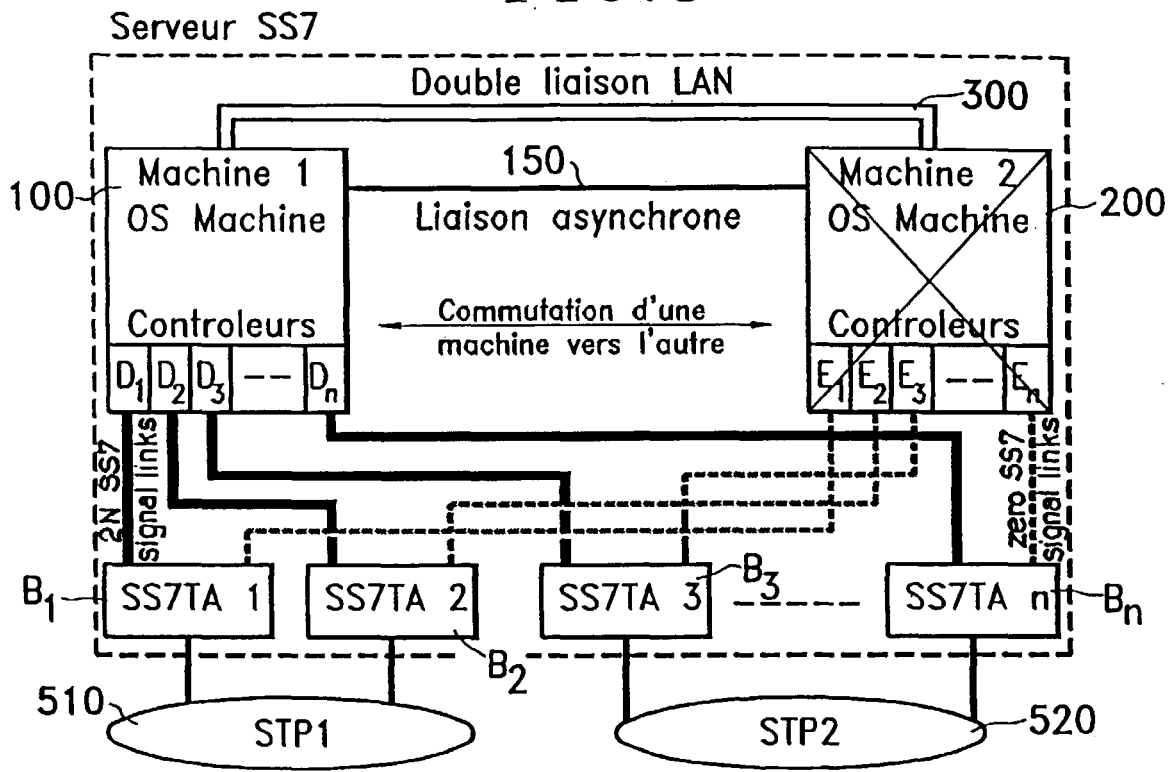 Serveur SS7
Double liaison LAN
300
Machine 1
150
Machine 2
100
OS Machine
Liaison asynchrone
OS Machine
200
Controleurs
Commutation d'une
machine vers l'autre
Controleurs
D1 D2 D3 -- Dn
E1 E2 E3 -- En
2N SS7
signal links
zero SS7
signal links
B1
SS7TA 1
SS7TA 2
SS7TA 3
B3
SS7TA n
Bn
B2
510
STP1
STP2
520